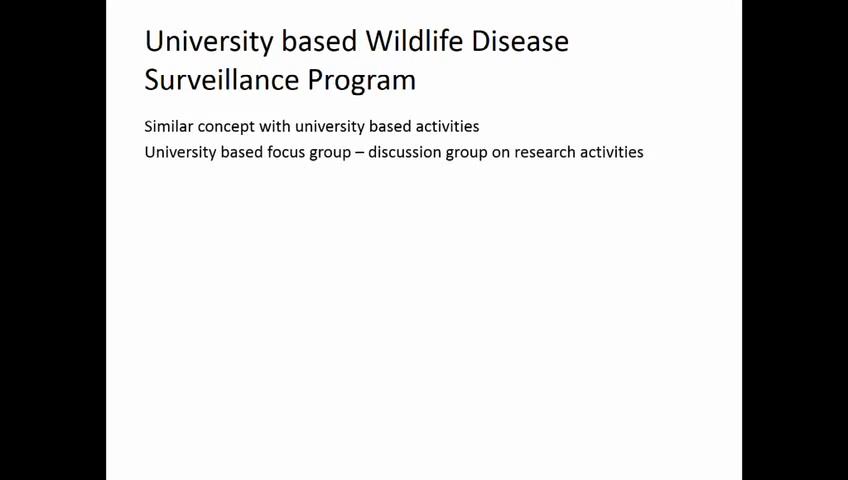 University based Wildlife Disease
Surveillance Program
Similar concept with university based activities
University based focus group – discussion group on research activities